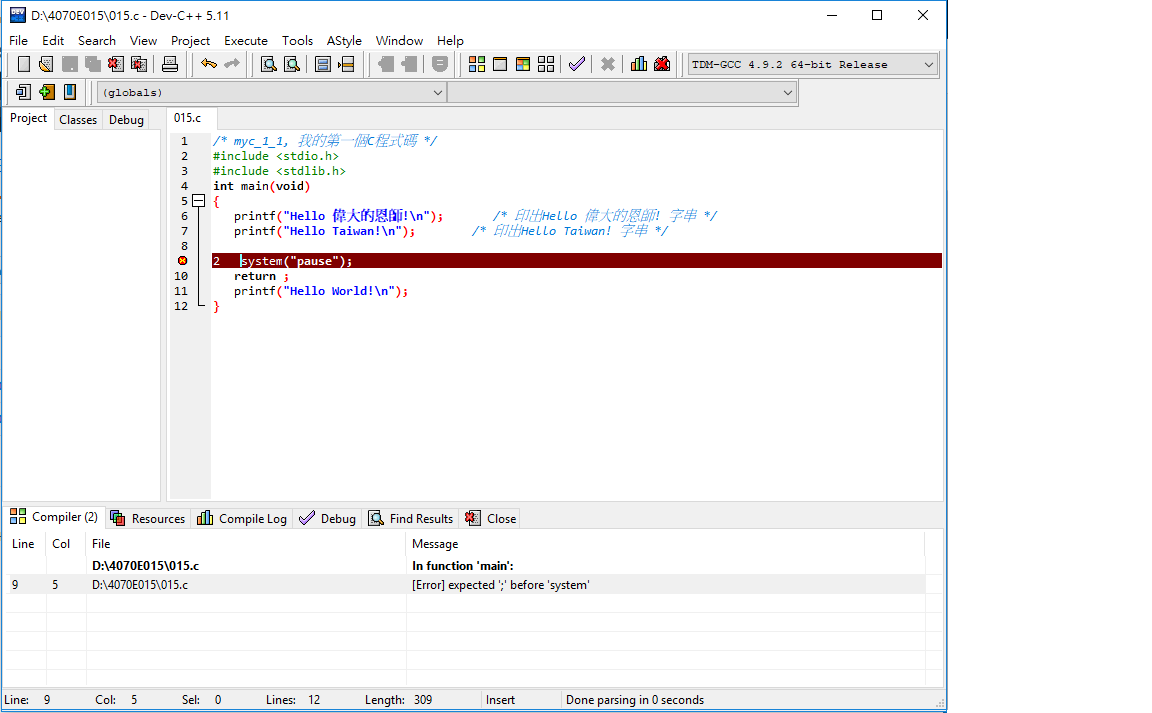 D:\4070E015\015.c - Dev-C++ 5.11
File Edit Search View Project Execute Tools AStyle Window Help
TDM-GCC 4.9.2 64-bit Release
(globals)
Project Classes Debug
015.c
1 /* myc_1_1, 我的第一個C程式碼 */
2 #include <stdio.h>
3 #include <stdlib.h>
4 int main(void)
5 {
6 printf("Hello 偉大的恩師!\n"); /* 印出Hello 偉大的恩師! 字串 */
7 printf("Hello Taiwan!\n"); /* 印出Hello Taiwan! 字串 */
8
2 system("pause");
10 return ;
11 printf("Hello World!\n");
12 }
Compiler (2) Resources Compile Log Debug Find Results Close
Line Col File Message
D:\4070E015\015.c In function 'main':
9 5 D:\4070E015\015.c [Error] expected ';' before 'system'
Line: 9 Col: 5 Sel: 0 Lines: 12 Length: 309 Insert Done parsing in 0 seconds